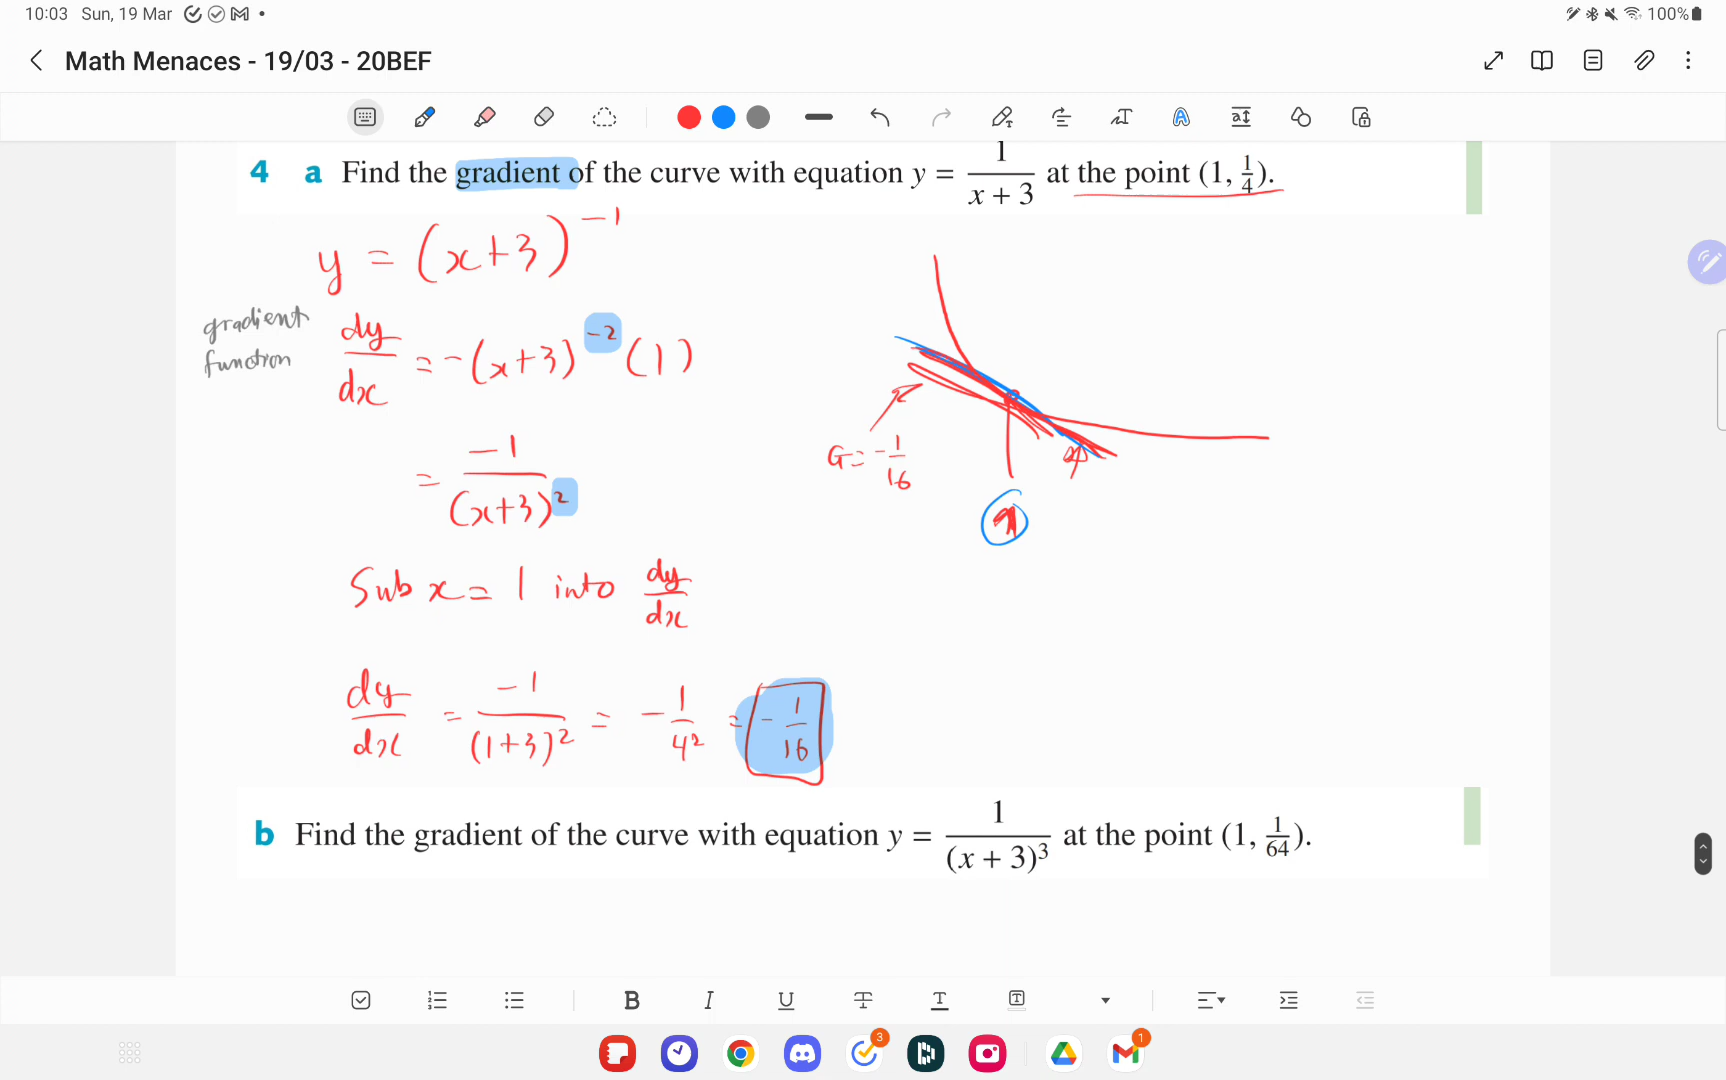 10:03 Sun, 19 Mar
100%
Math Menaces - 19/03 - 20BEF
4 a Find the gradient of the curve with equation y = 1/(x + 3) at the point (1, 1/4).
y = (x+3)^-1
gradient function
dy/dx = -(x+3)^-2 (1)
= -1/(x+3)^2
G = -1/16
1
Sub x = 1 into dy/dx
dy/dx = -1/(1+3)^2 = -1/4^2 = -1/16
b Find the gradient of the curve with equation y = 1/(x + 3)^3 at the point (1, 1/64).
B I U T T T
3
1